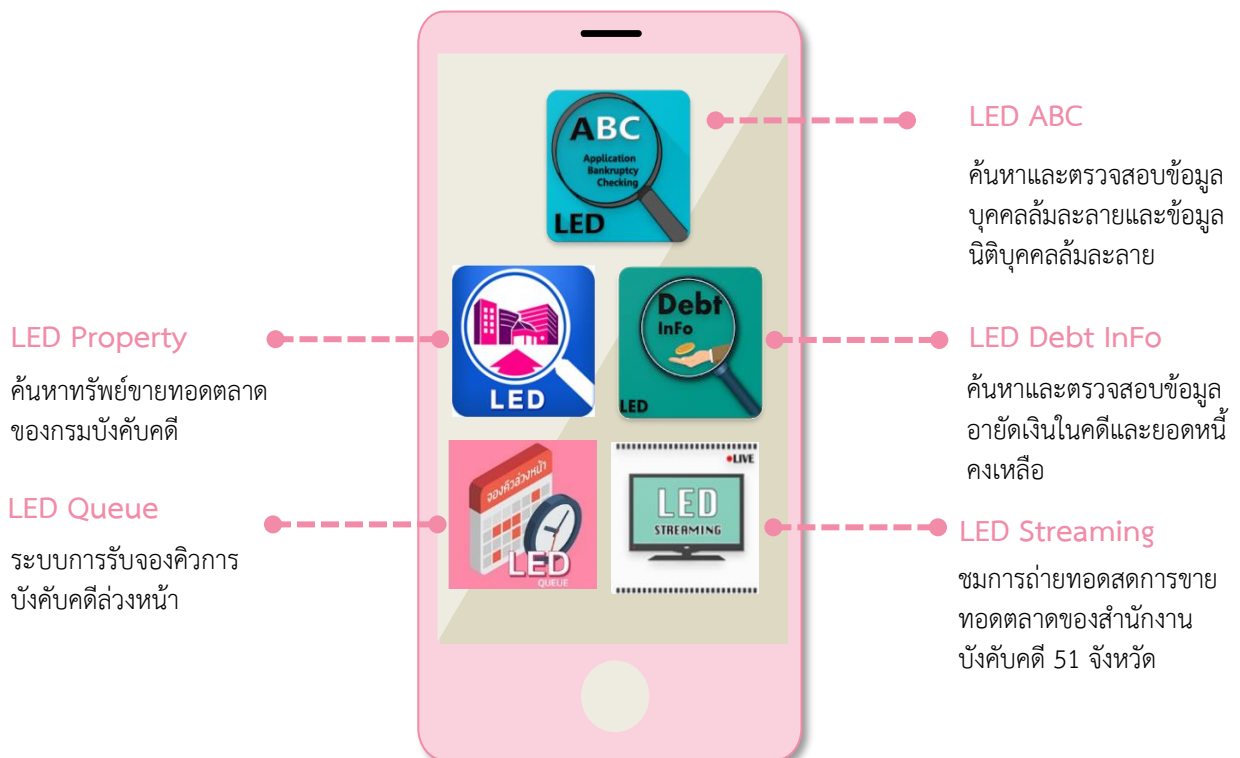 ABC
Application
Bankruptcy
Checking
LED
LED ABC
ค้นหาและตรวจสอบข้อมูล
บุคคลล้มละลายและข้อมูล
นิติบุคคลล้มละลาย
LED Property
ค้นหาทรัพย์ขายทอดตลาด
ของกรมบังคับคดี
LED
Debt
InFo
LED
LED Debt InFo
ค้นหาและตรวจสอบข้อมูล
อายัดเงินในคดีและยอดหนี้
คงเหลือ
LED Queue
ระบบการรับจองคิวการ
บังคับคดีล่วงหน้า
จองคิวล่วงหน้า
LED
QUEUE
LIVE
LED
STREAMING
LED Streaming
ชมการถ่ายทอดสดการขาย
ทอดตลาดของสำนักงาน
บังคับคดี 51 จังหวัด